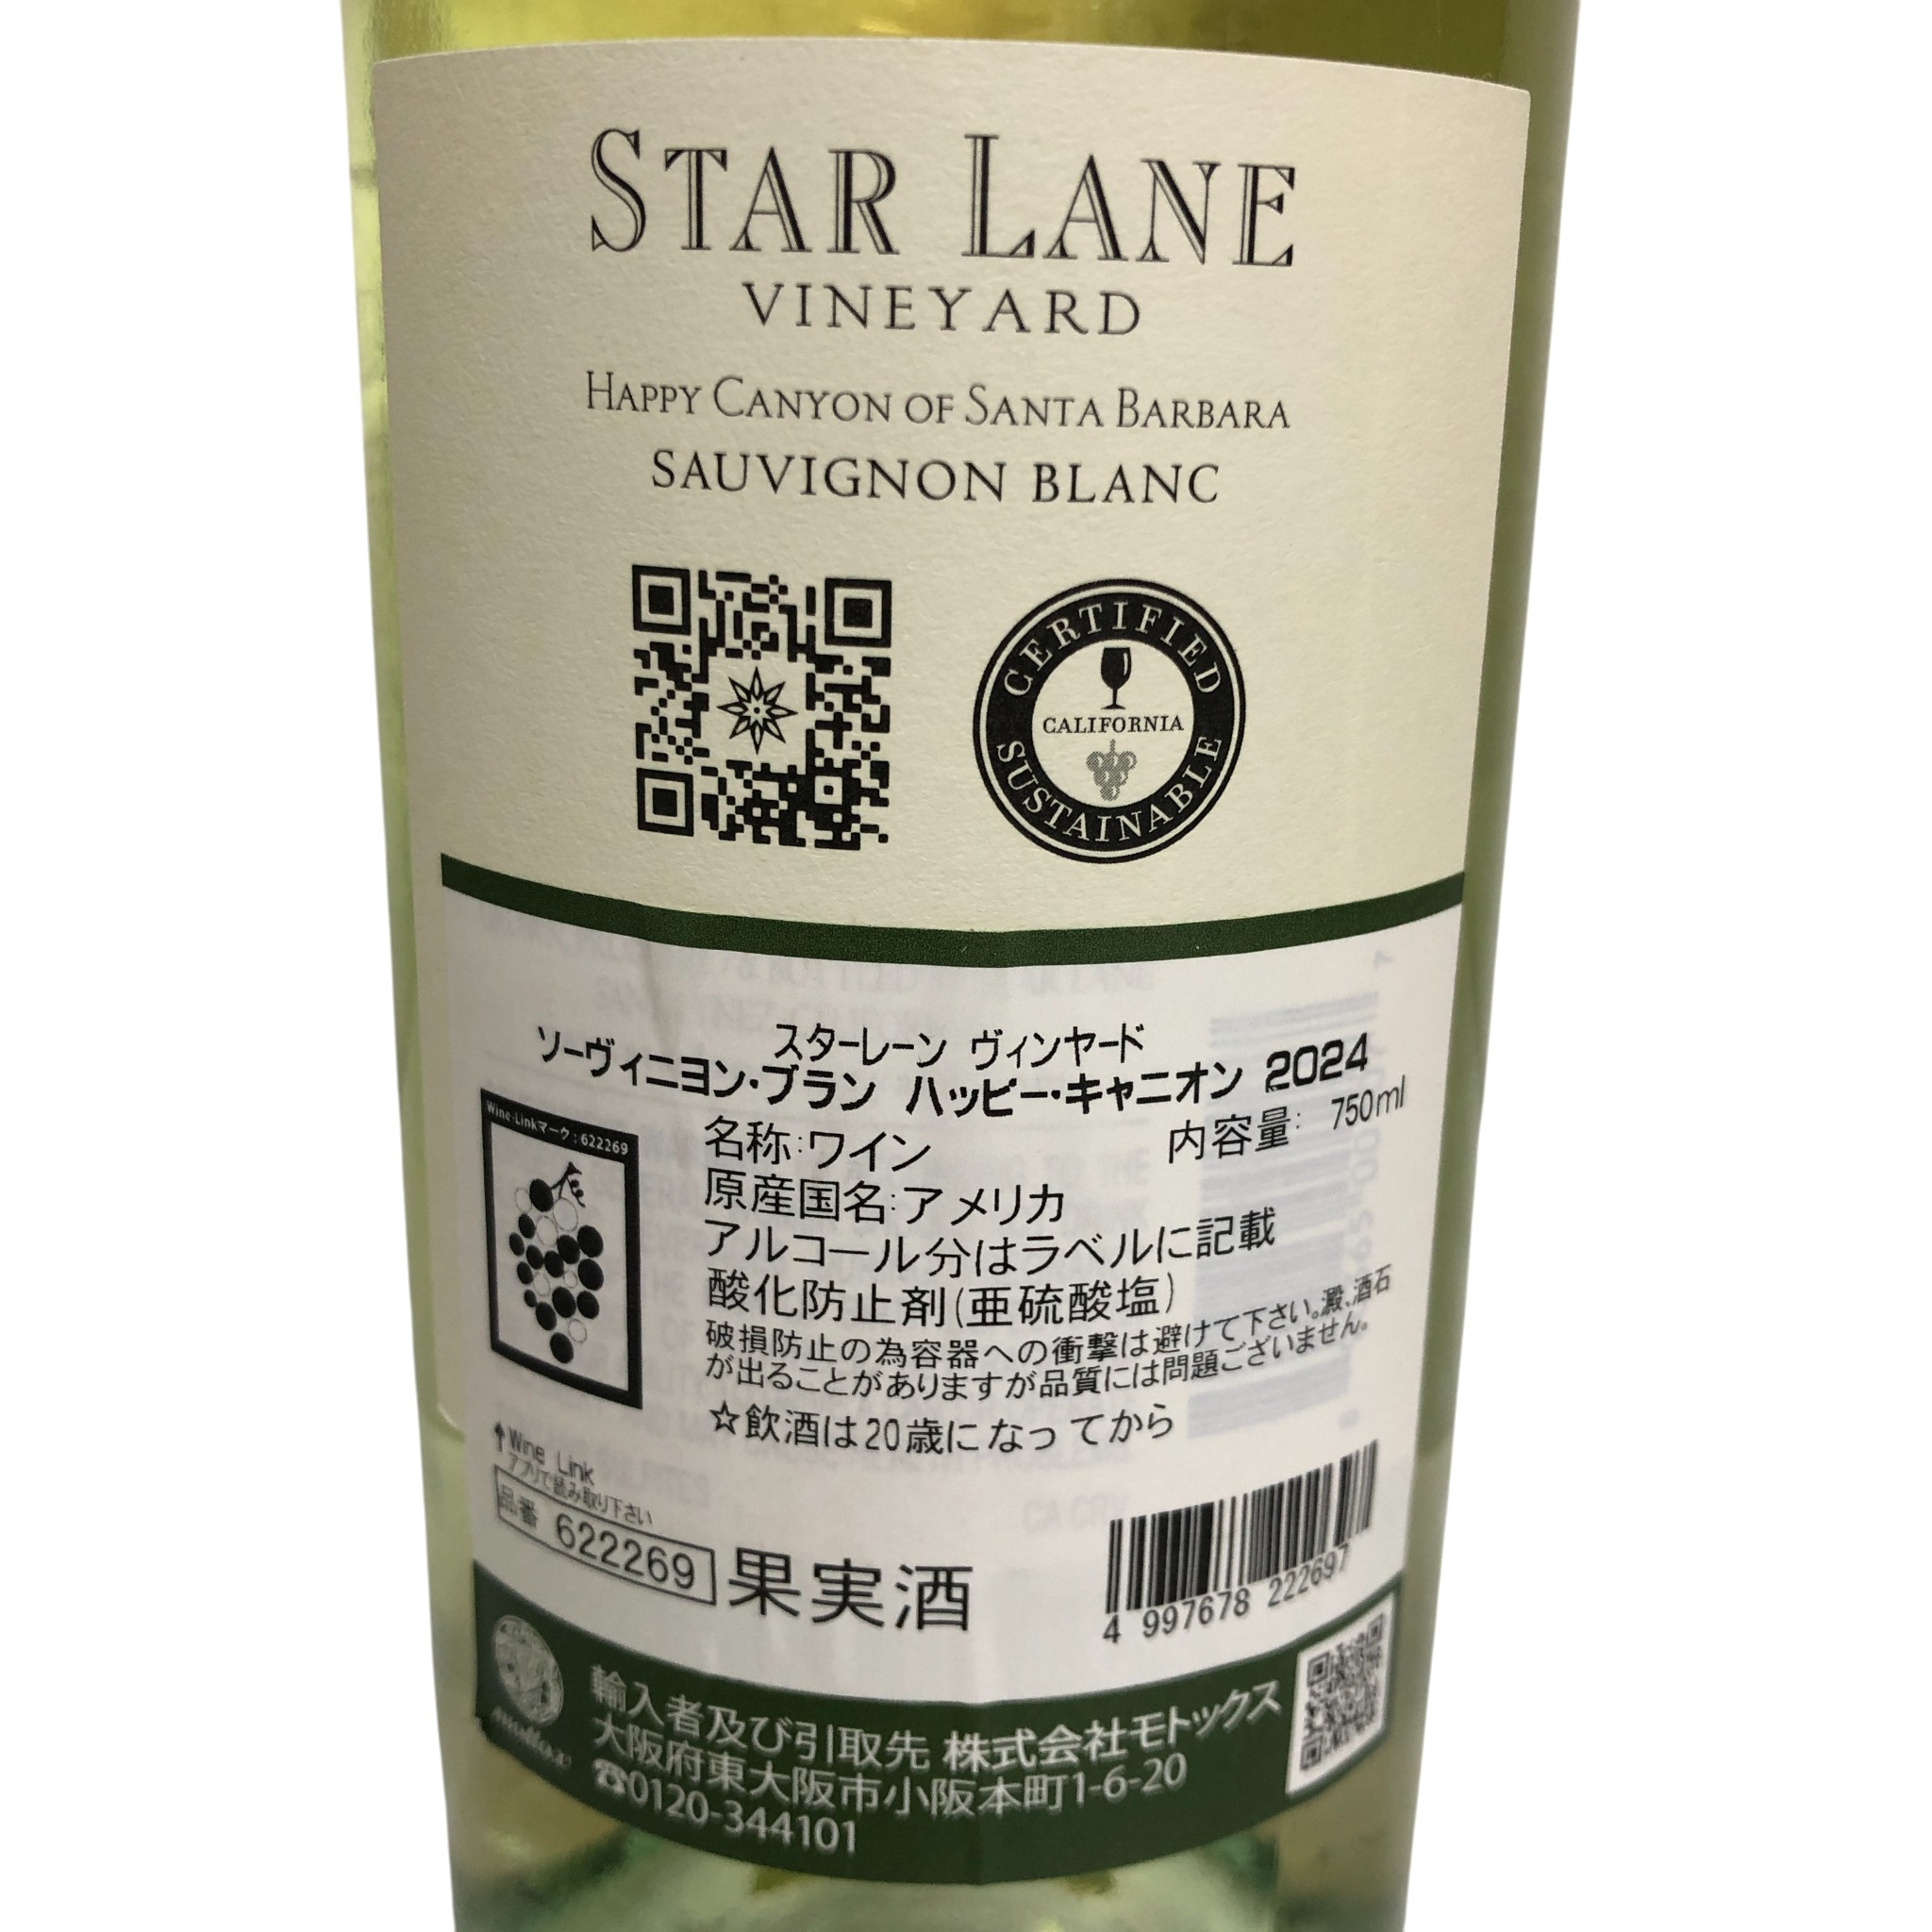 STAR LANE
VINEYARD
HAPPY CANYON OF SANTA BARBARA
SAUVIGNON BLANC
CERTIFIED
CALIFORNIA
SUSTAINABLE
スターレーン ヴィンヤード
ソーヴィニヨン・ブラン ハッピー・キャニオン 2024
Wine-Linkマーク:622269
名称:ワイン 内容量: 750ml
原産国名:アメリカ
アルコール分はラベルに記載
酸化防止剤(亜硫酸塩)
破損防止の為容器への衝撃は避けて下さい。澱、酒石
が出ることがありますが品質には問題ございません。
☆飲酒は20歳になってから
↑Wine Link
アプリで読み取り下さい
品番 622269
果実酒
4 997678 222697
輸入者及び引取先 株式会社モトックス
大阪府東大阪市小阪本町1-6-20
☎0120-344101